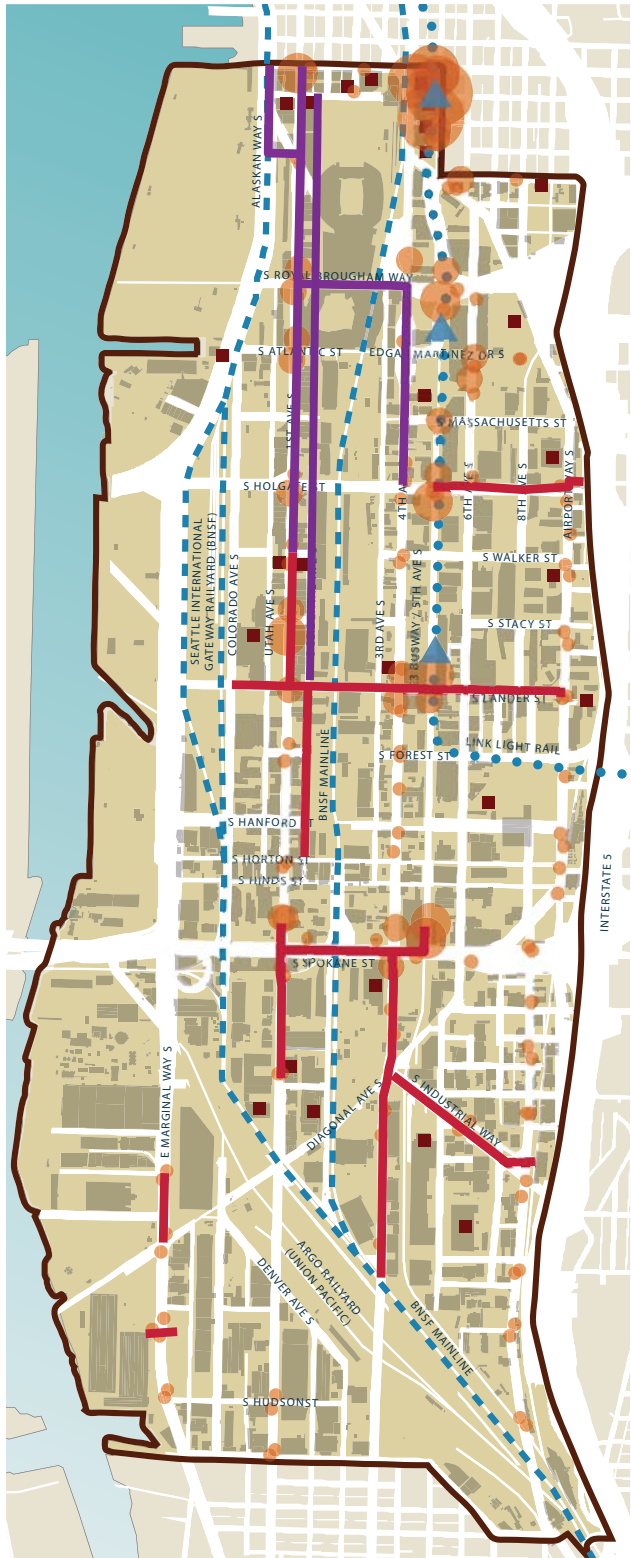 ALASKAN WAY S
S ROYAL BROUGHAM WAY
S ATLANTIC ST
EDGAR MARTINEZ DR S
1ST AVE S
S MASSACHUSETTS ST
S HOLGATE ST
4TH A
6TH AVE S
8TH AVE S
AIRPORT WAY S
SEATTLE INTERNATIONAL
GATEWAY RAILYARD (BNSF)
COLORADO AVE S
UTAH AVE S
3RD AVE S
3 BUSWAY / 5TH AVE S
S WALKER ST
S STACY ST
S LANDER ST
LINK LIGHT RAIL
S FOREST ST
BNSF MAINLINE
S HANFORD ST
S HORTON ST
S HINDS ST
INTERSTATE 5
S SPOKANE ST
E MARGINAL WAY S
DIAGONAL AVE S
S INDUSTRIAL WAY
ARGO RAILYARD
(UNION PACIFIC)
DENVER AVE S
BNSF MAINLINE
S HUDSONST